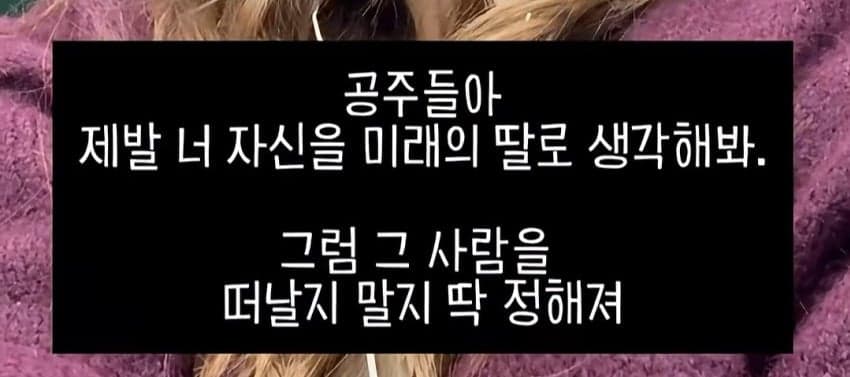 공주들아
제발 너 자신을 미래의 딸로 생각해봐.
그럼 그 사람을
떠날지 말지 딱 정해져